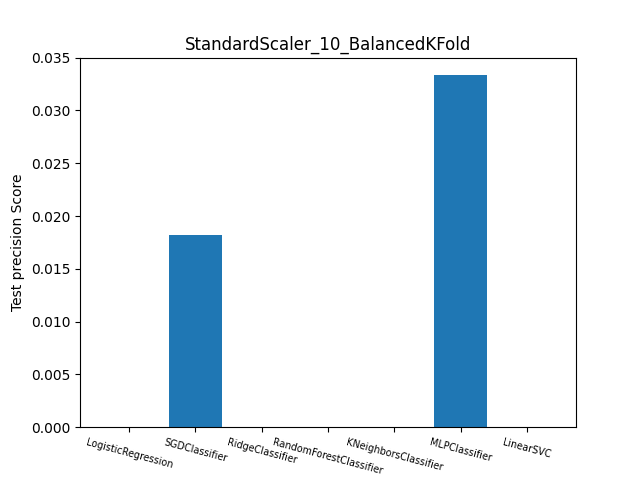 StandardScaler_10_BalancedKFold
Test precision Score
0.035
0.030
0.025
0.020
0.015
0.010
0.005
0.000
LogisticRegression
SGDClassifier
RidgeClassifier
RandomForestClassifier
KNeighborsClassifier
MLPClassifier
LinearSVC